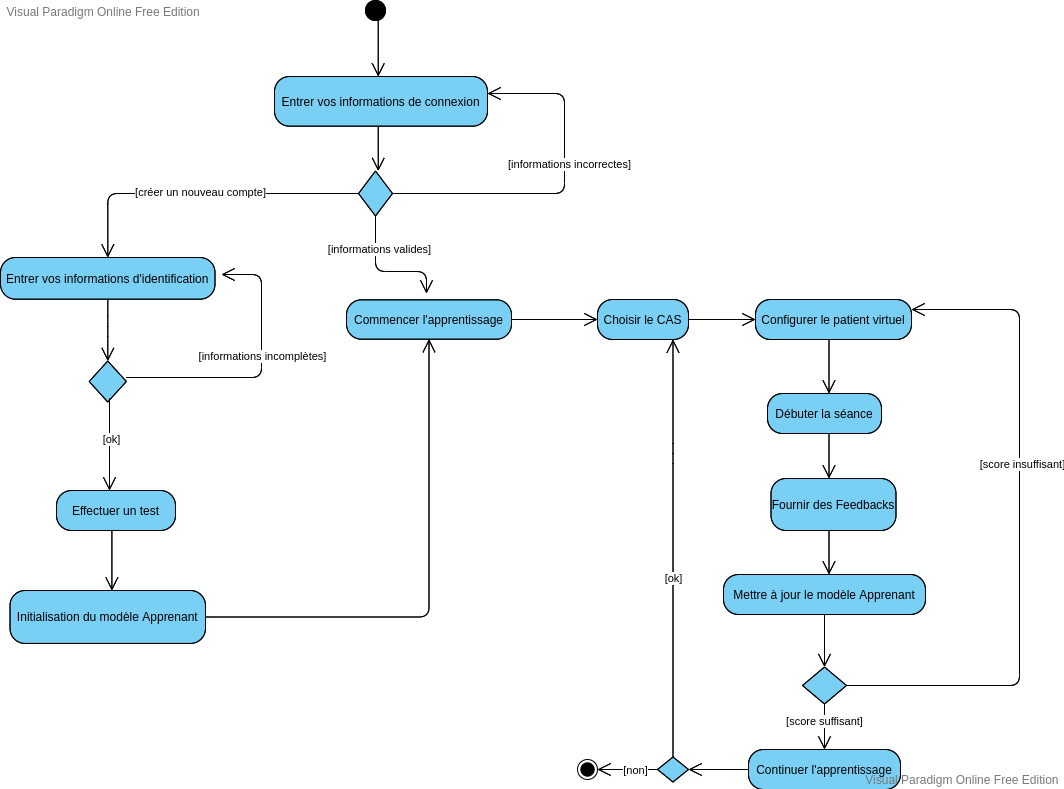 Visual Paradigm Online Free Edition
Entrer vos informations de connexion
[informations incorrectes]
[créer un nouveau compte]
[informations valides]
Entrer vos informations d'identification
Commencer l'apprentissage
Choisir le CAS
Configurer le patient virtuel
[informations incomplètes]
Débuter la séance
[ok]
[score insuffisant]
Effectuer un test
Fournir des Feedbacks
[ok]
Mettre à jour le modèle Apprenant
Initialisation du modèle Apprenant
[score suffisant]
[non]
Continuer l'apprentissage
Visual Paradigm Online Free Edition